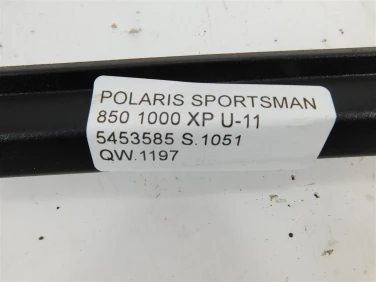 POLARIS SPORTSMAN
850 1000 XP U-11
5453585 S.1051
QW.1197